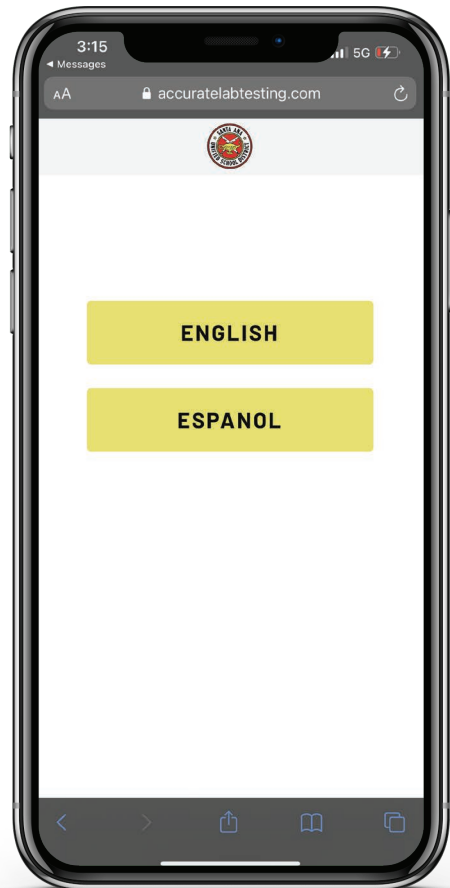 3:15
5G
Messages
AA
accuratelabtesting.com
SANTA ANA
UNIFIED SCHOOL DISTRICT
ENGLISH
ESPANOL